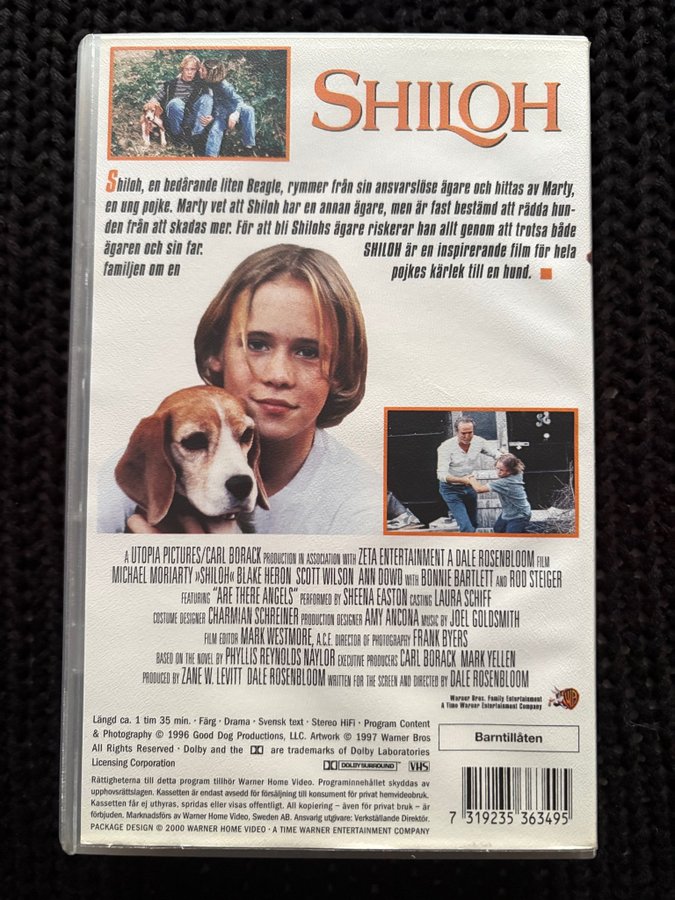 SHILOH
Shiloh, en bedårande liten Beagle, rymmer från sin ansvarslöse ägare och hittas av Marty,
en ung pojke. Marty vet att Shiloh har en annan ägare, men är fast bestämd att rädda hun-
den från att skadas mer. För att bli Shilohs ägare riskerar han allt genom att trotsa både
ägaren och sin far. SHILOH är en inspirerande film för hela
familjen om en pojkes kärlek till en hund.
A UTOPIA PICTURES/CARL BORACK PRODUCTION IN ASSOCIATION WITH ZETA ENTERTAINMENT A DALE ROSENBLOOM FILM
MICHAEL MORIARTY »SHILOH« BLAKE HERON SCOTT WILSON ANN DOWD WITH BONNIE BARTLETT AND ROD STEIGER
FEATURING "ARE THERE ANGELS" PERFORMED BY SHEENA EASTON CASTING LAURA SCHIFF
COSTUME DESIGNER CHARMIAN SCHREINER PRODUCTION DESIGNER AMY ANCONA MUSIC BY JOEL GOLDSMITH
FILM EDITOR MARK WESTMORE, A.C.E. DIRECTOR OF PHOTOGRAPHY FRANK BYERS
BASED ON THE NOVEL BY PHYLLIS REYNOLDS NAYLOR EXECUTIVE PRODUCERS CARL BORACK MARK YELLEN
PRODUCED BY ZANE W. LEVITT DALE ROSENBLOOM WRITTEN FOR THE SCREEN AND DIRECTED BY DALE ROSENBLOOM
Warner Bros. Family Entertainment
A Time Warner Entertainment Company
WB
Längd ca. 1 tim 35 min. · Färg · Drama · Svensk text · Stereo HiFi · Program Content
& Photography © 1996 Good Dog Productions, LLC. Artwork © 1997 Warner Bros
All Rights Reserved · Dolby and the DD are trademarks of Dolby Laboratories
Licensing Corporation
DOLBY SURROUND VHS
Barntillåten
Rättigheterna till detta program tillhör Warner Home Video. Programinnehållet skyddas av
upphovsrättslagen. Kassetten är endast avsedd för försäljning till konsument för privat hemvideobruk.
Kassetten får ej uthyras, spridas eller visas offentligt. All kopiering – även för privat bruk – är
förbjuden. Marknadsförs av Warner Home Video, Sweden AB. Ansvarig utgivare: Verkställande Direktör.
PACKAGE DESIGN © 2000 WARNER HOME VIDEO · A TIME WARNER ENTERTAINMENT COMPANY
7 319235 363495